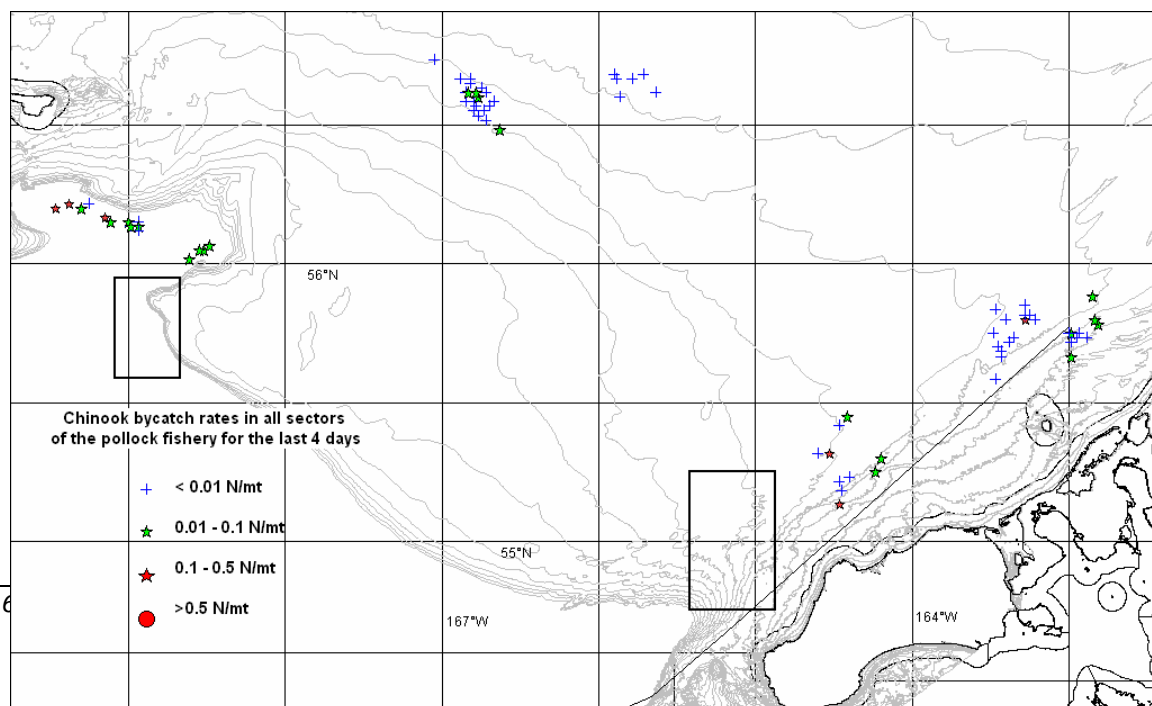 56°N
Chinook bycatch rates in all sectors
of the pollock fishery for the last 4 days
< 0.01 N/mt
0.01 - 0.1 N/mt
0.1 - 0.5 N/mt
>0.5 N/mt
55°N
167°W
164°W
6